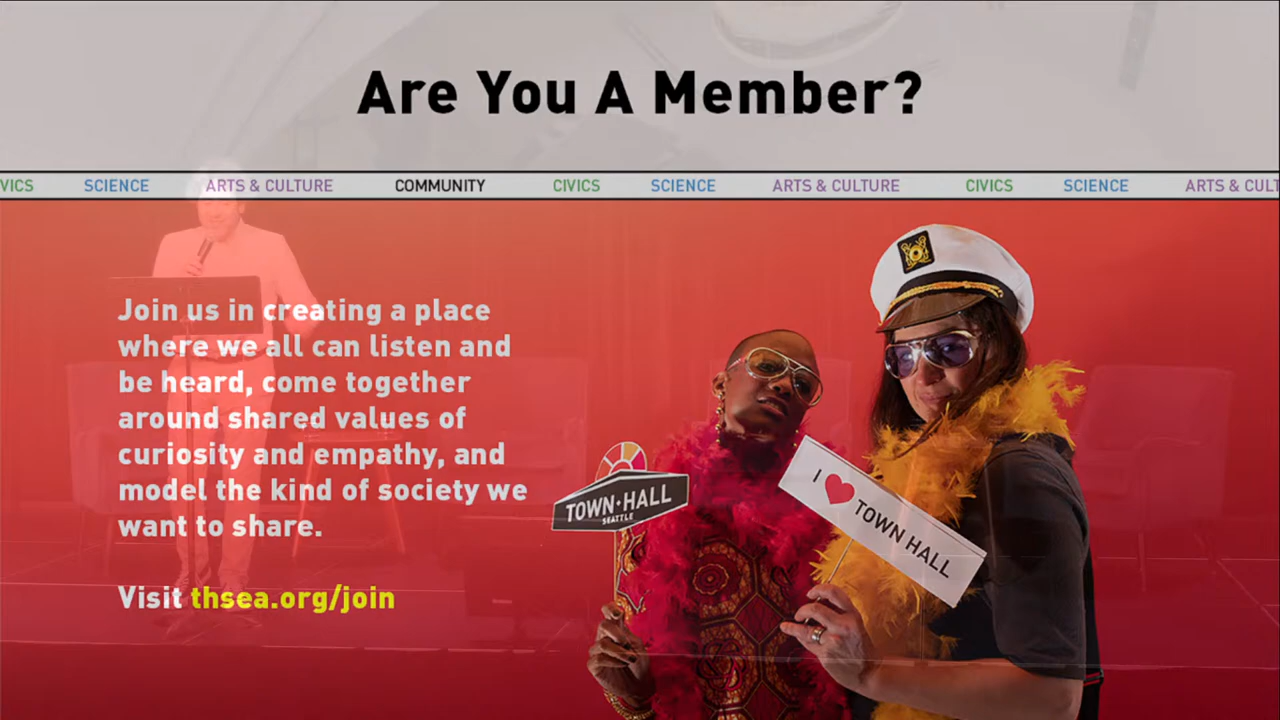 Are You A Member?
VICS SCIENCE ARTS & CULTURE COMMUNITY CIVICS SCIENCE ARTS & CULTURE CIVICS SCIENCE ARTS & CULT
Join us in creating a place
where we all can listen and
be heard, come together
around shared values of
curiosity and empathy, and
model the kind of society we
want to share.
Visit thsea.org/join
TOWN·HALL
SEATTLE
I ❤ TOWN HALL